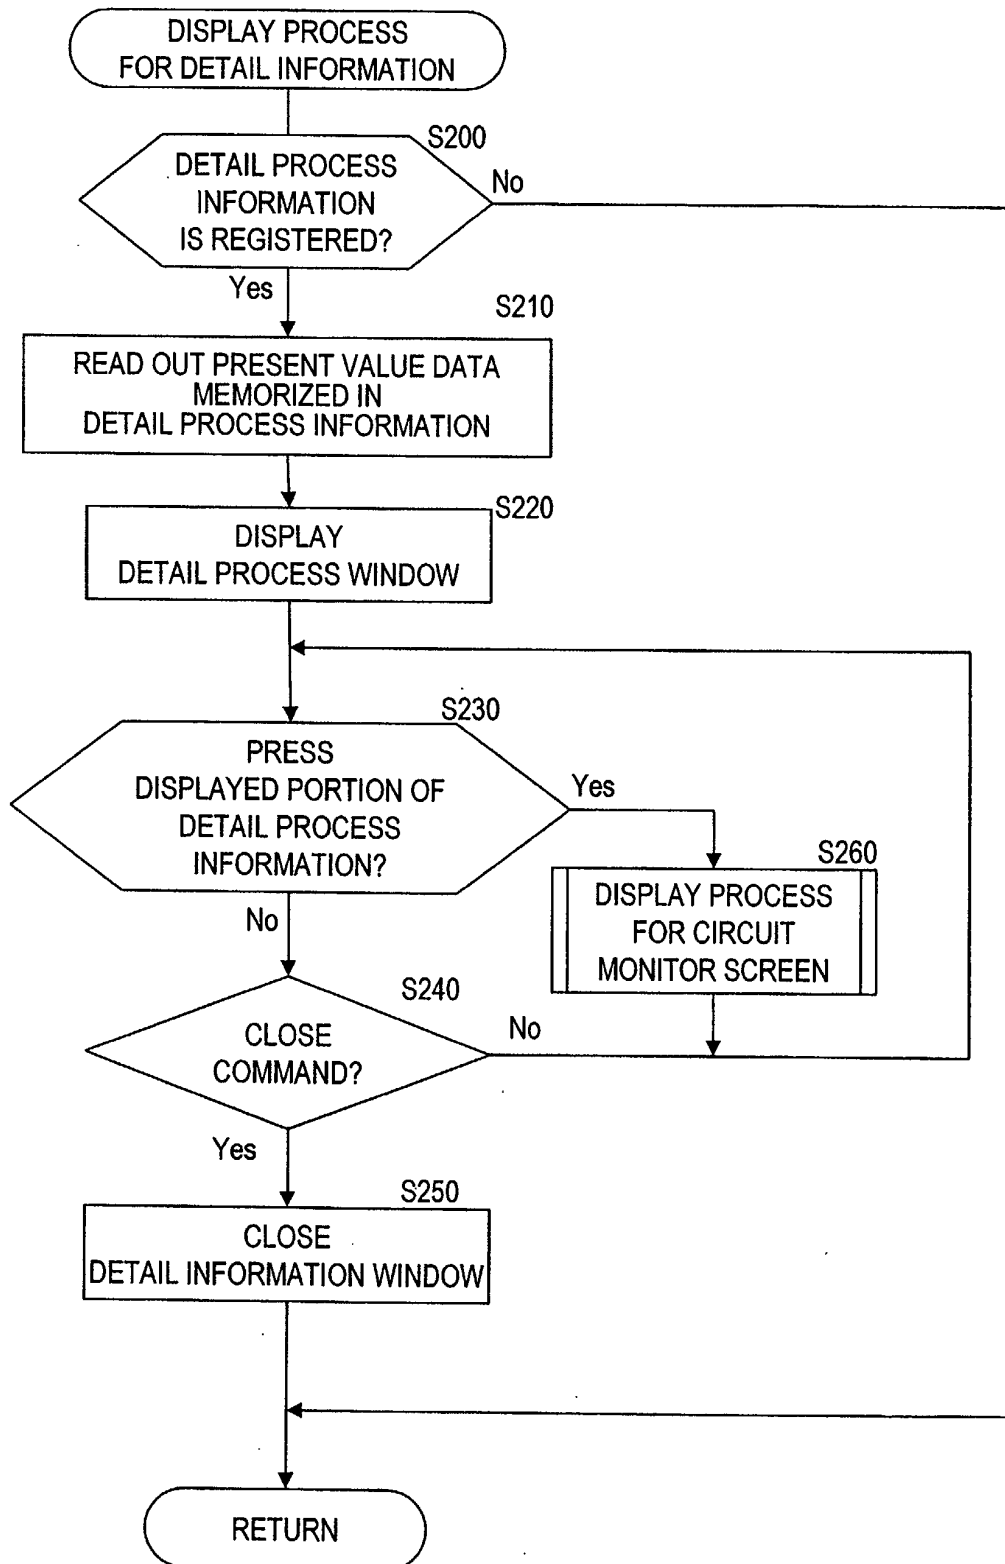 DISPLAY PROCESS
FOR DETAIL INFORMATION
S200
DETAIL PROCESS
INFORMATION
IS REGISTERED?
No
Yes
S210
READ OUT PRESENT VALUE DATA
MEMORIZED IN
DETAIL PROCESS INFORMATION
S220
DISPLAY
DETAIL PROCESS WINDOW
S230
PRESS
DISPLAYED PORTION OF
DETAIL PROCESS
INFORMATION?
Yes
No
S260
DISPLAY PROCESS
FOR CIRCUIT
MONITOR SCREEN
S240
CLOSE
COMMAND?
No
Yes
S250
CLOSE
DETAIL INFORMATION WINDOW
RETURN